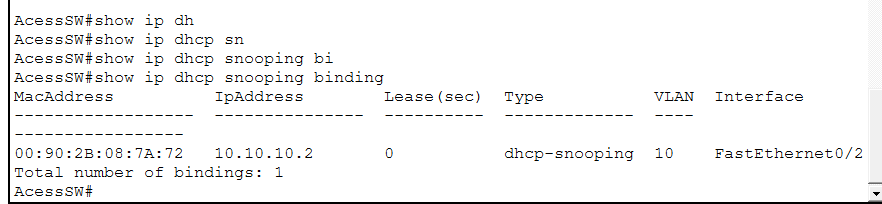 AcessSW#show ip dh
AcessSW#show ip dhcp sn
AcessSW#show ip dhcp snooping bi
AcessSW#show ip dhcp snooping binding
MacAddress          IpAddress        Lease(sec)  Type           VLAN  Interface
------------------  ---------------  ----------  -------------  ----
-----------------
00:90:2B:08:7A:72   10.10.10.2       0           dhcp-snooping  10    FastEthernet0/2
Total number of bindings: 1
AcessSW#